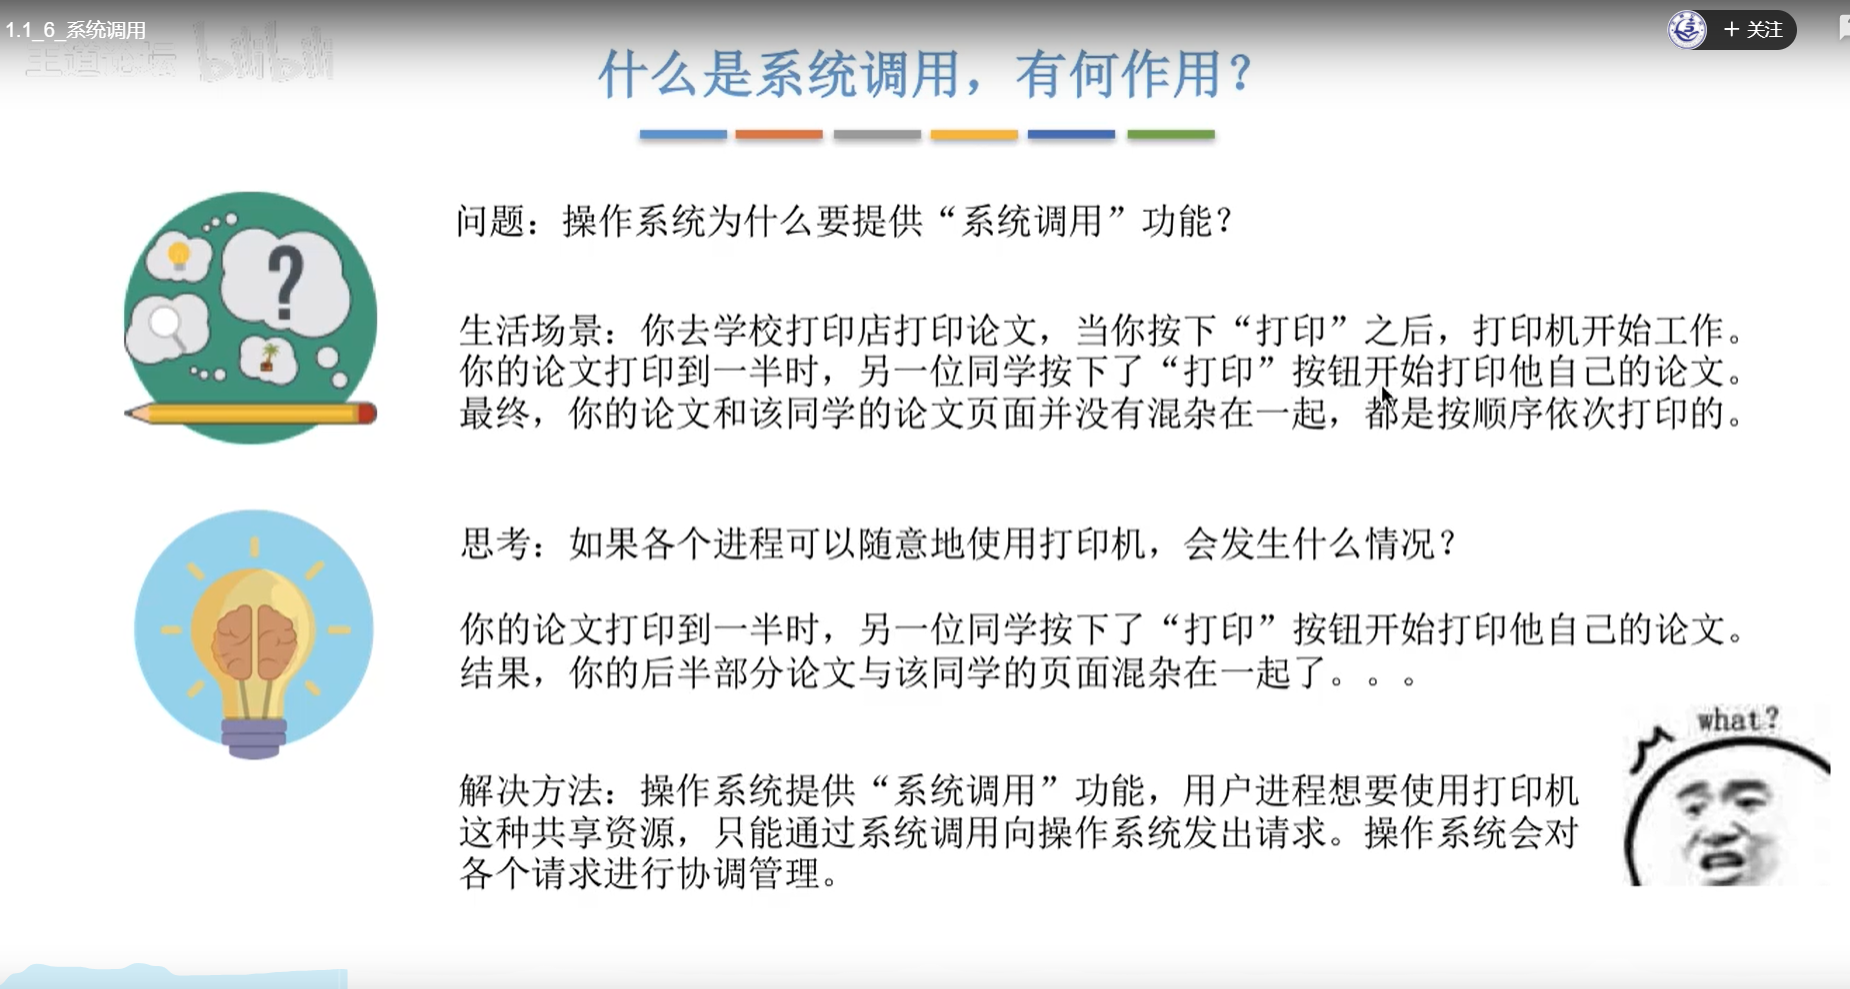 1.1_6_系统调用
＋ 关注
王道论坛 bilibili
什么是系统调用，有何作用？
问题：操作系统为什么要提供“系统调用”功能？
生活场景：你去学校打印店打印论文，当你按下“打印”之后，打印机开始工作。
你的论文打印到一半时，另一位同学按下了“打印”按钮开始打印他自己的论文。
最终，你的论文和该同学的论文页面并没有混杂在一起，都是按顺序依次打印的。
思考：如果各个进程可以随意地使用打印机，会发生什么情况？
你的论文打印到一半时，另一位同学按下了“打印”按钮开始打印他自己的论文。
结果，你的后半部分论文与该同学的页面混杂在一起了。。。
what？
解决方法：操作系统提供“系统调用”功能，用户进程想要使用打印机
这种共享资源，只能通过系统调用向操作系统发出请求。操作系统会对
各个请求进行协调管理。